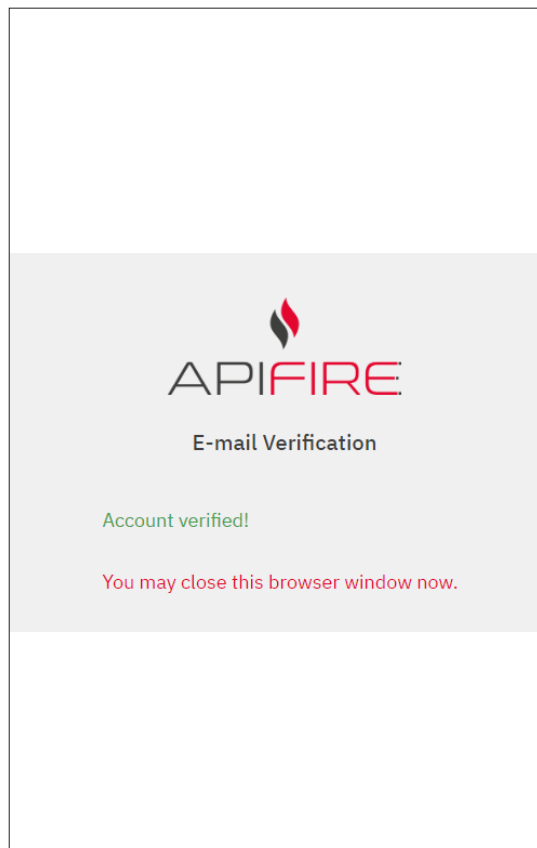 APIFIRE
E-mail Verification
Account verified!
You may close this browser window now.